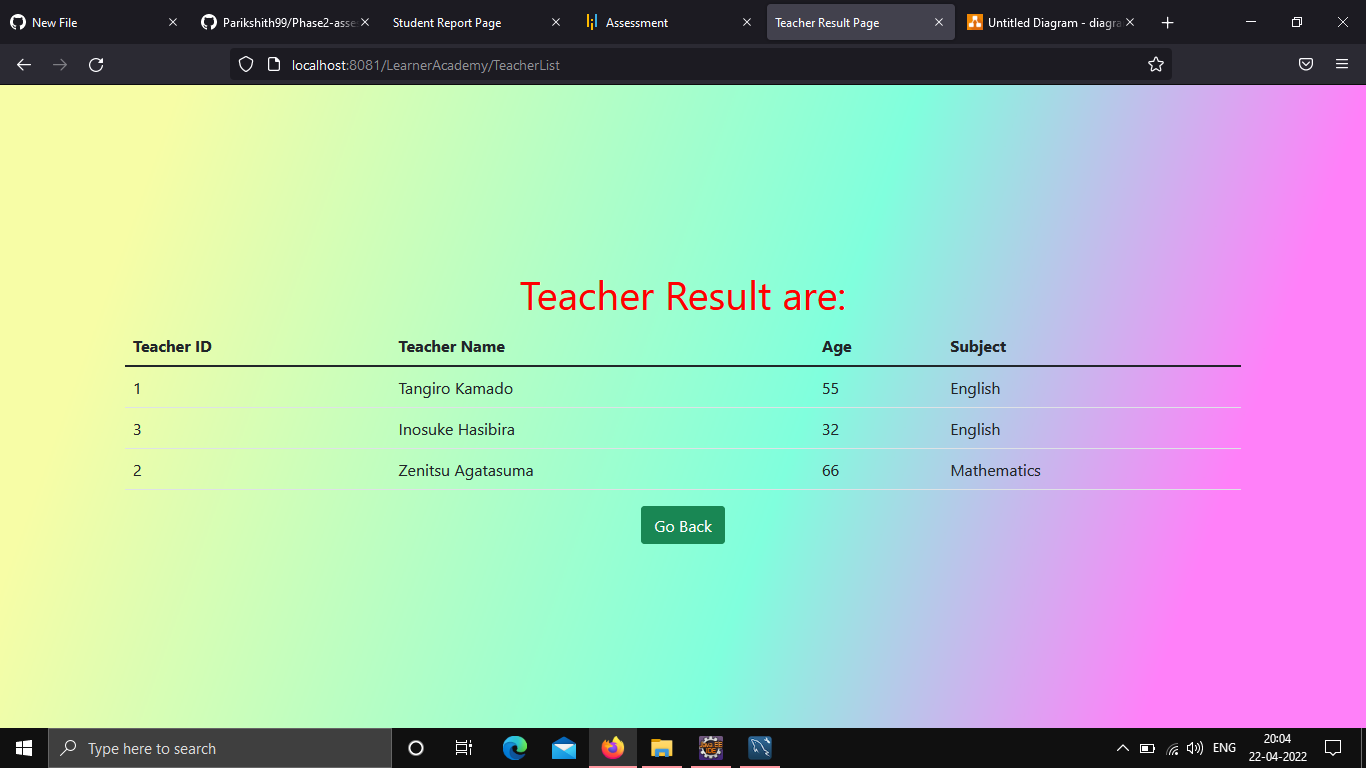 New File
Parikshith99/Phase2-asse
Student Report Page
Assessment
Teacher Result Page
Untitled Diagram - diagra
localhost:8081/LearnerAcademy/TeacherList
Teacher Result are:
Teacher ID Teacher Name Age Subject
1 Tangiro Kamado 55 English
3 Inosuke Hasibira 32 English
2 Zenitsu Agatasuma 66 Mathematics
Go Back
Type here to search
ENG
20:04
22-04-2022